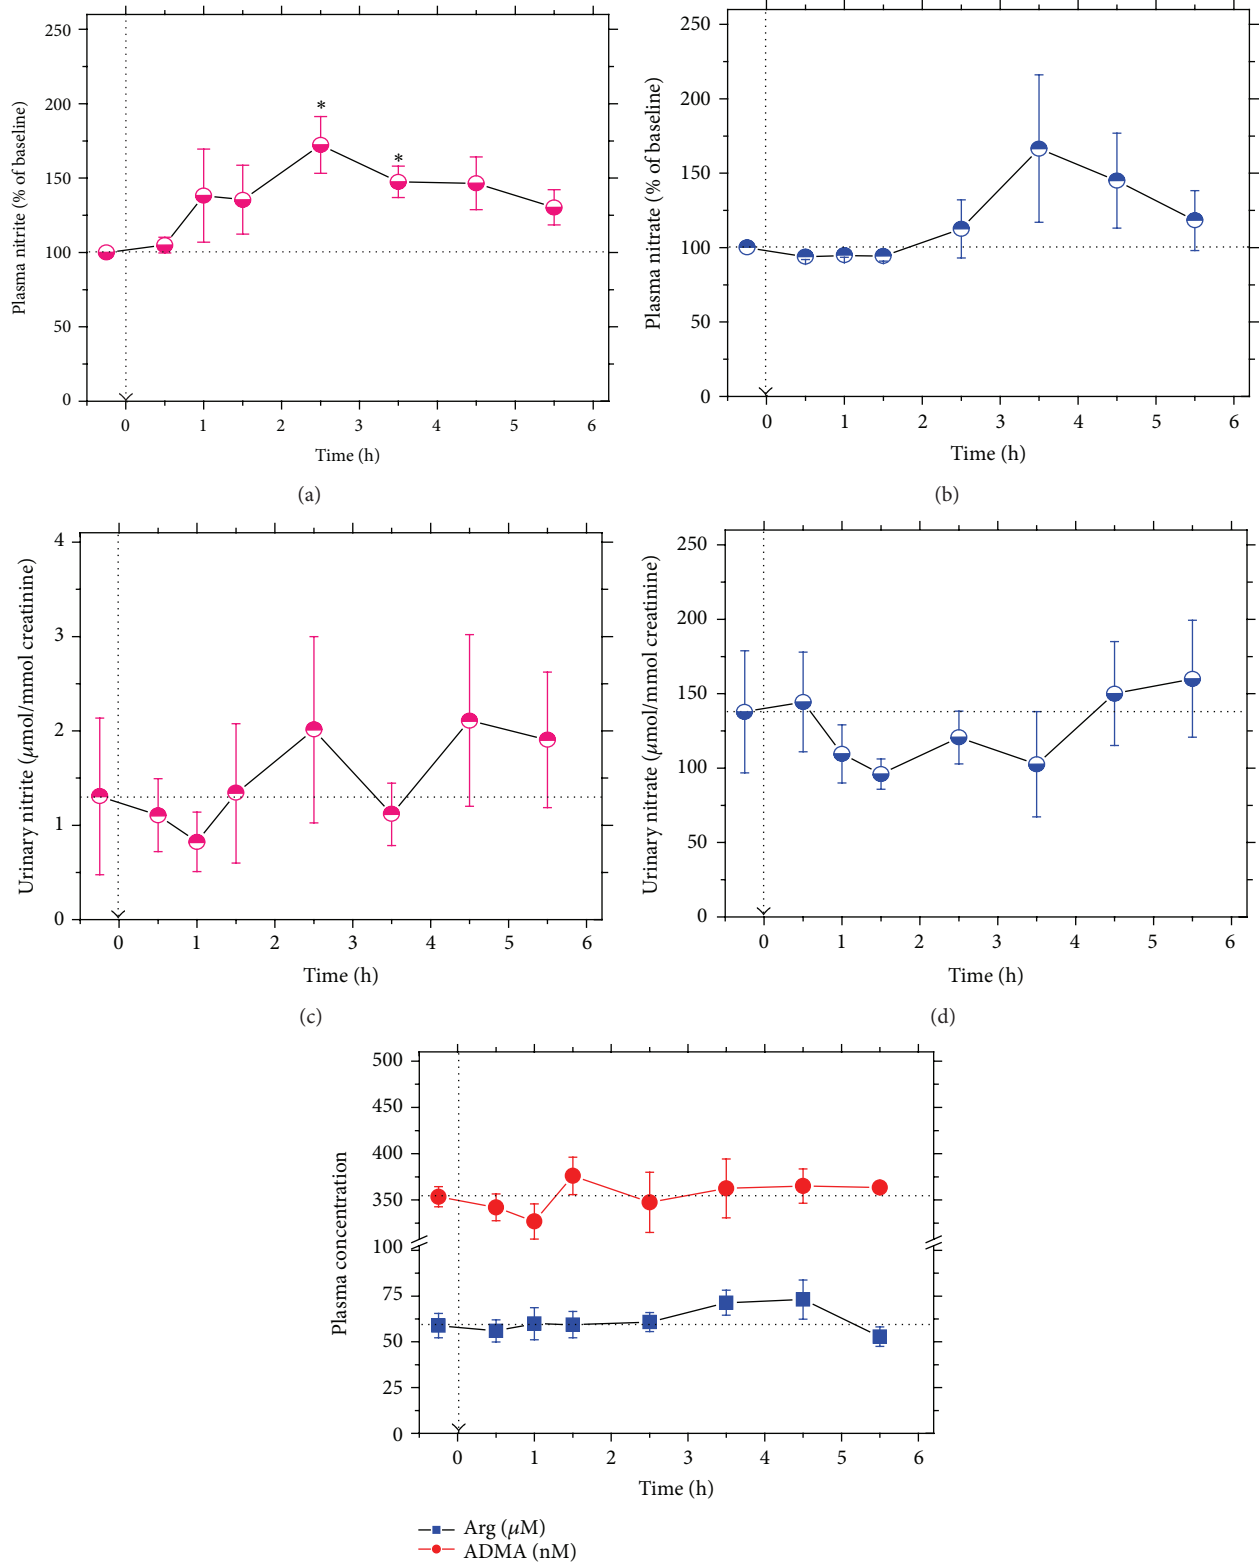 250
200
150
100
50
0
Plasma nitrite (% of baseline)
*
*
0 1 2 3 4 5 6
Time (h)
(a)
250
200
150
100
50
0
Plasma nitrate (% of baseline)
0 1 2 3 4 5 6
Time (h)
(b)
4
3
2
1
0
Urinary nitrite (μmol/mmol creatinine)
0 1 2 3 4 5 6
Time (h)
(c)
250
200
150
100
50
0
Urinary nitrate (μmol/mmol creatinine)
0 1 2 3 4 5 6
Time (h)
(d)
500
450
400
350
100
75
50
25
0
Plasma concentration
0 1 2 3 4 5 6
Time (h)
Arg (μM)
ADMA (nM)